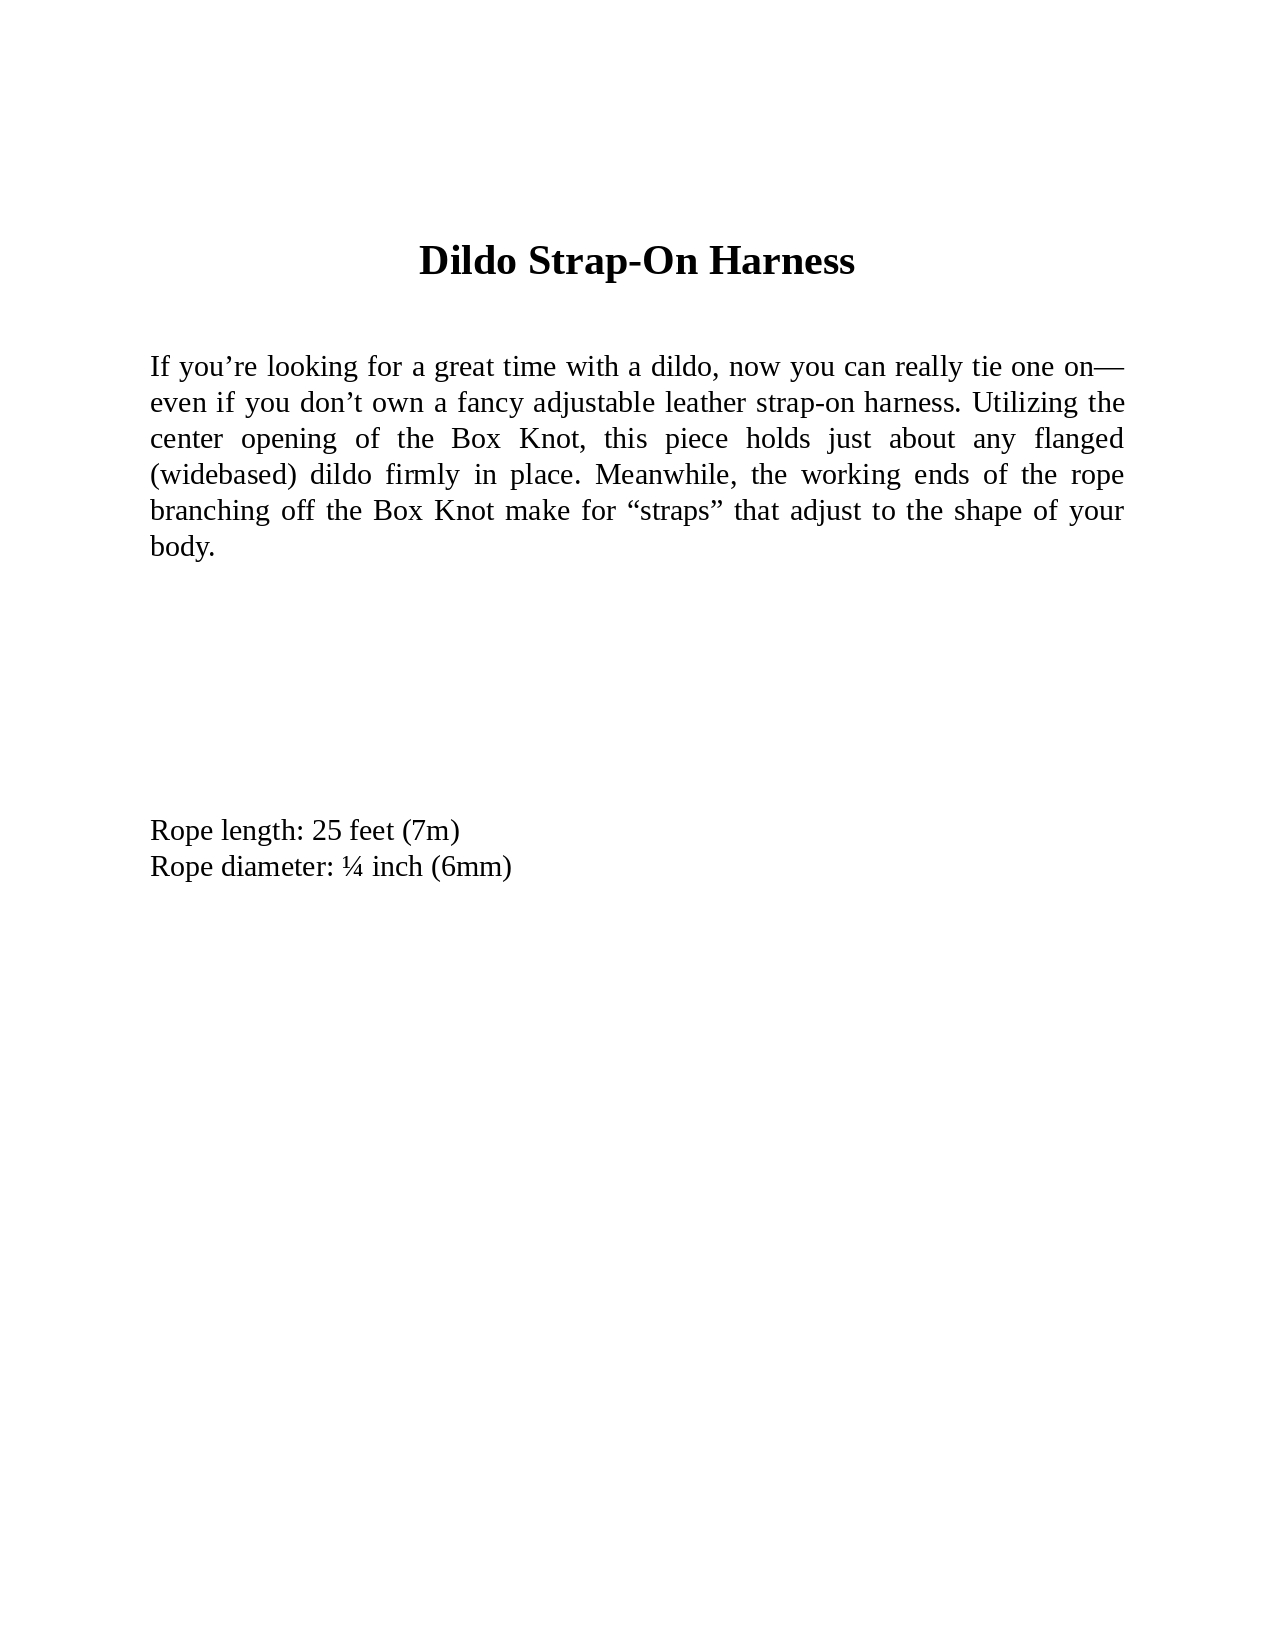 Dildo Strap-On Harness
If you’re looking for a great time with a dildo, now you can really tie one on—
even if you don’t own a fancy adjustable leather strap-on harness. Utilizing the
center opening of the Box Knot, this piece holds just about any flanged
(widebased) dildo firmly in place. Meanwhile, the working ends of the rope
branching off the Box Knot make for “straps” that adjust to the shape of your
body.
Rope length: 25 feet (7m)
Rope diameter: ¼ inch (6mm)